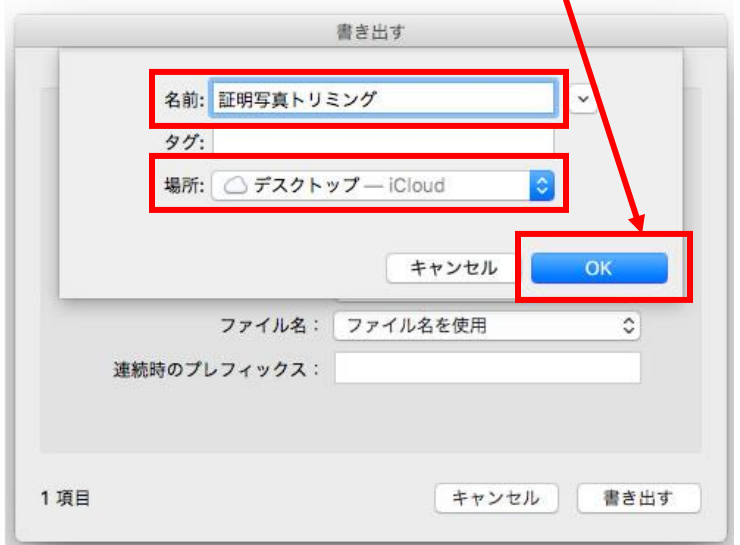 書き出す
名前: 証明写真トリミング
タグ:
場所: デスクトップ — iCloud
キャンセル OK
ファイル名： ファイル名を使用
連続時のプレフィックス：
1 項目 キャンセル 書き出す